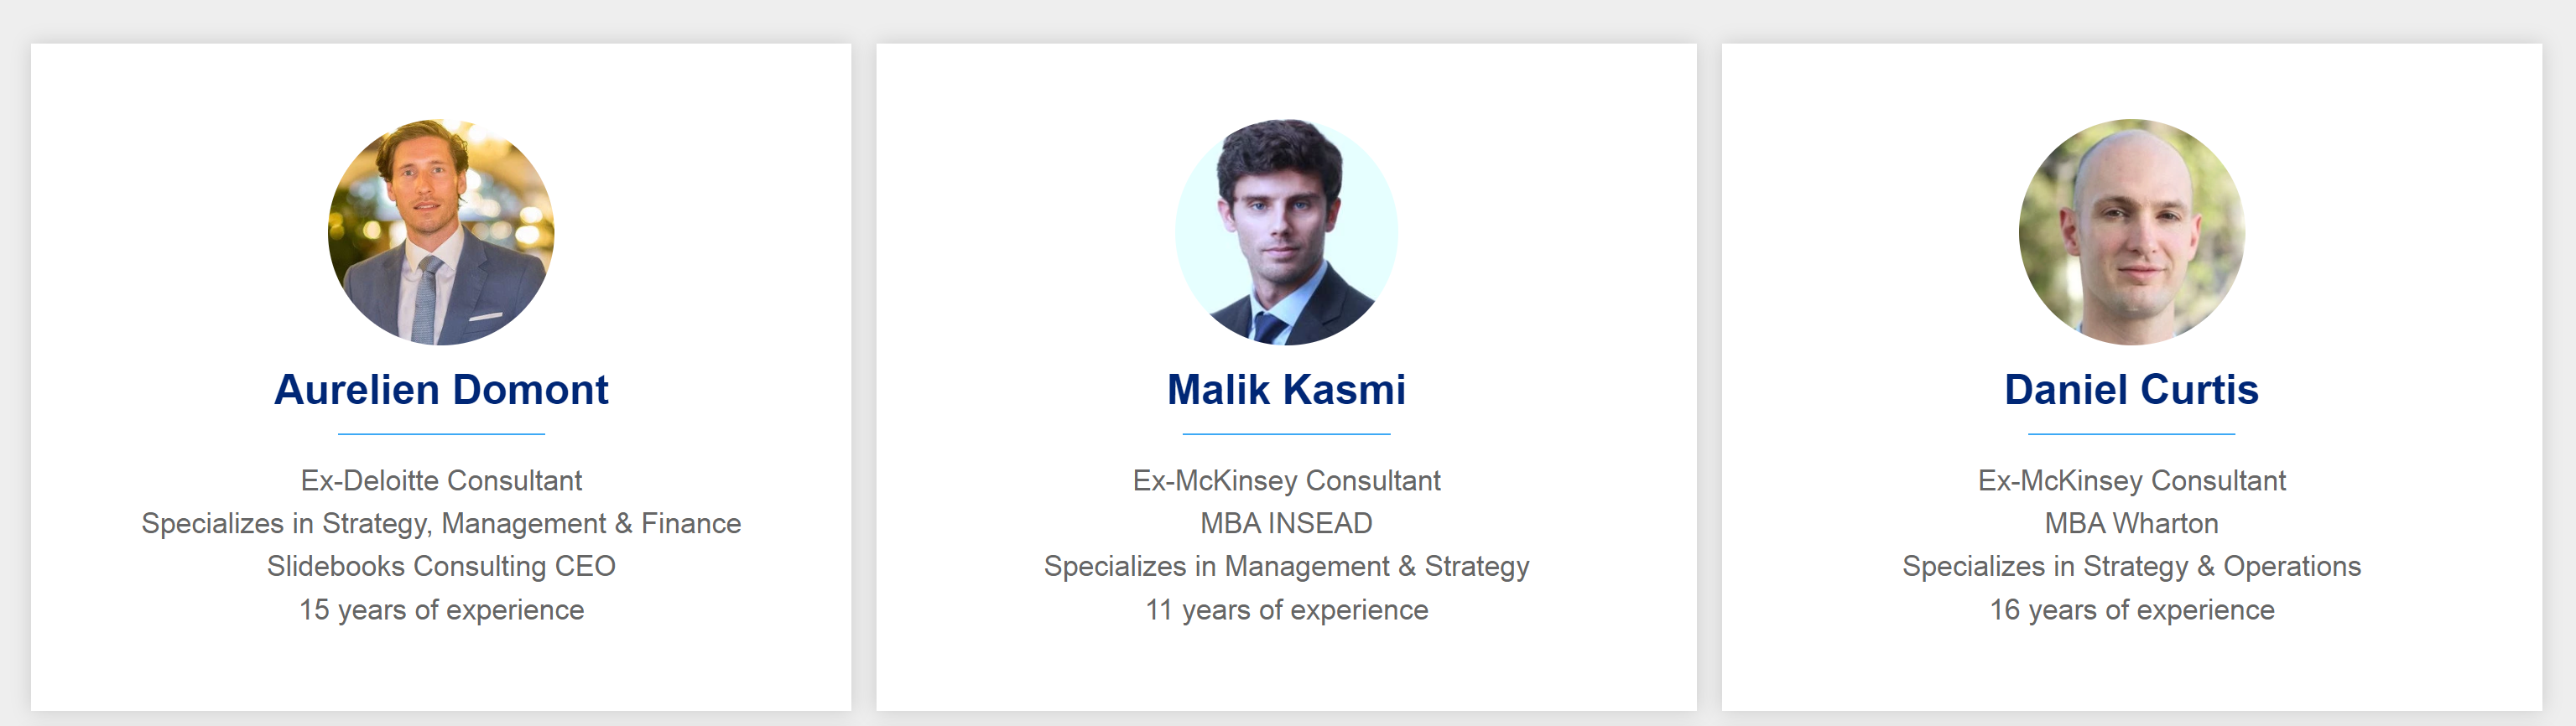 Aurelien Domont
Ex-Deloitte Consultant
Specializes in Strategy, Management & Finance
Slidebooks Consulting CEO
15 years of experience
Malik Kasmi
Ex-McKinsey Consultant
MBA INSEAD
Specializes in Management & Strategy
11 years of experience
Daniel Curtis
Ex-McKinsey Consultant
MBA Wharton
Specializes in Strategy & Operations
16 years of experience